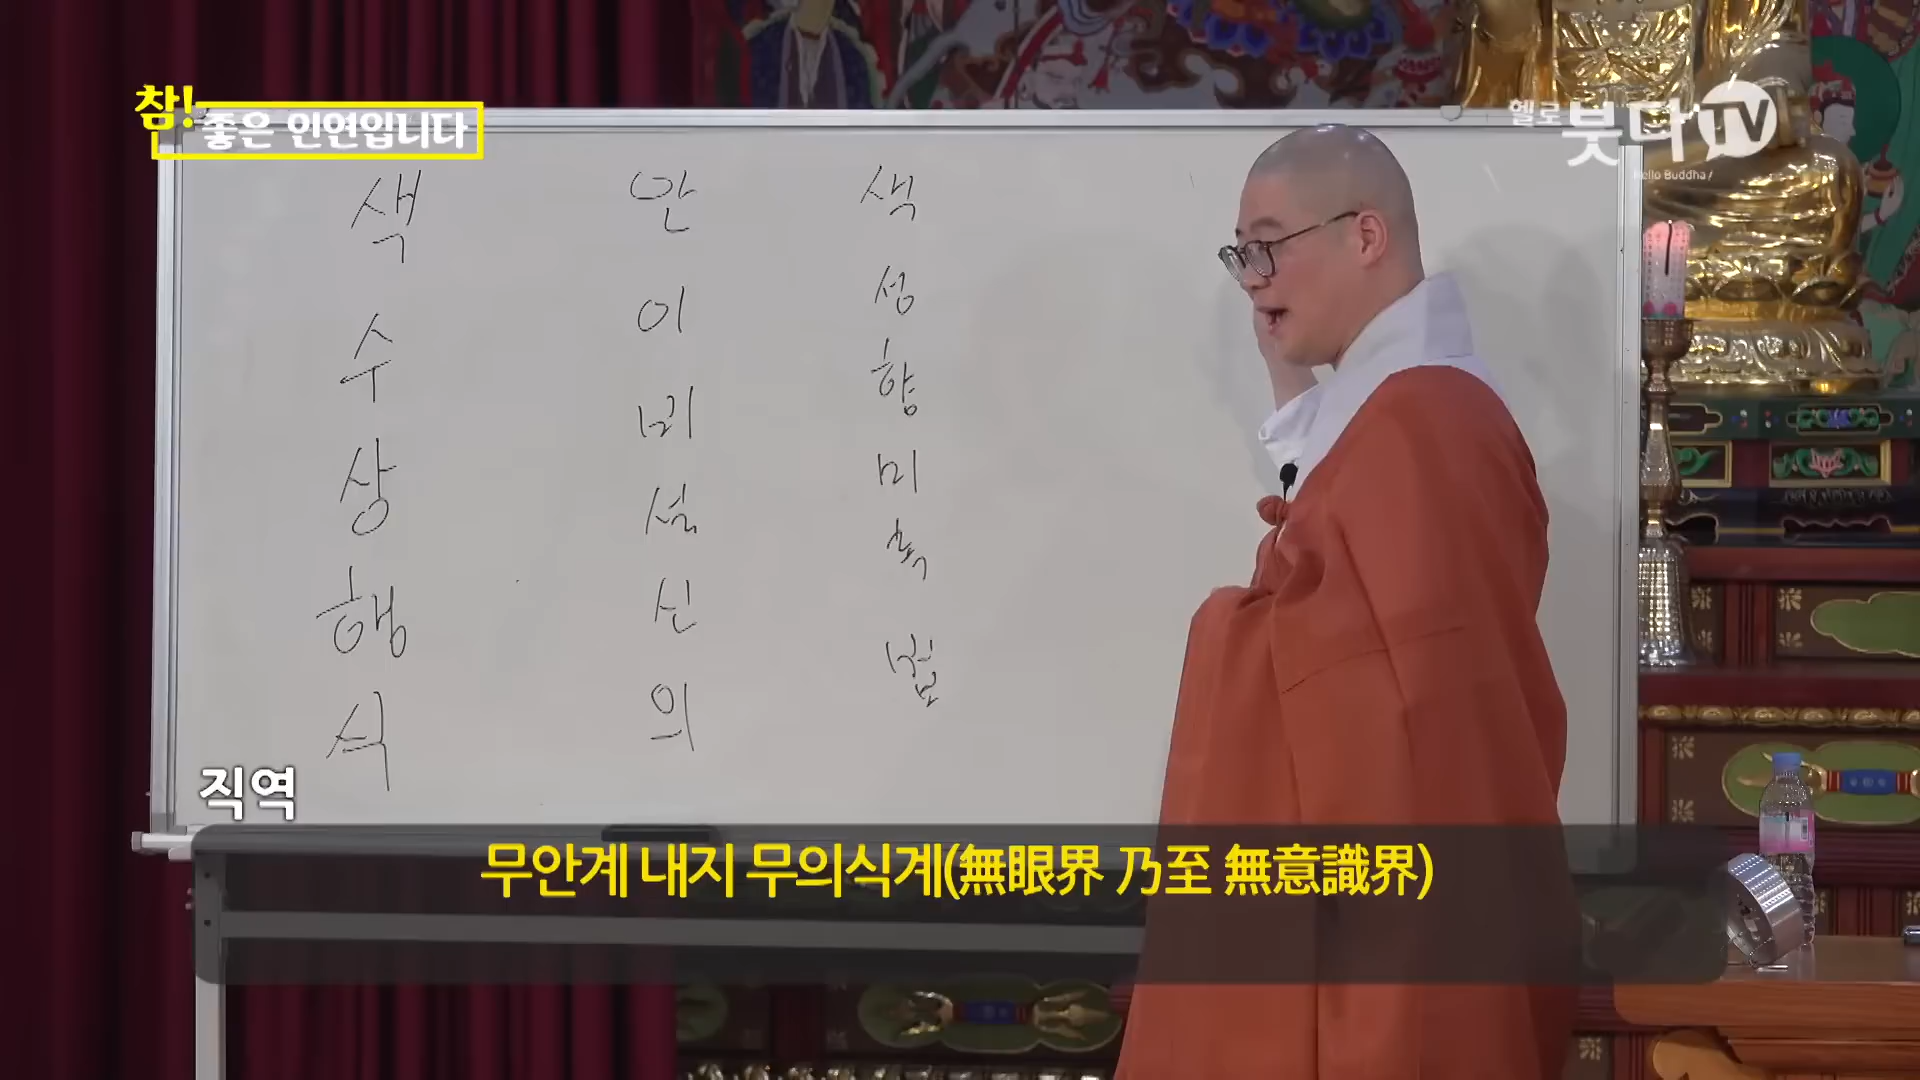 참!
좋은 인연입니다
헬로
붓다TV
Hello Buddha!
색 안 색
수 이 성
상 비 향
행 설 미
식 신 촉
의 법
직역
무안계 내지 무의식계(無眼界 乃至 無意識界)